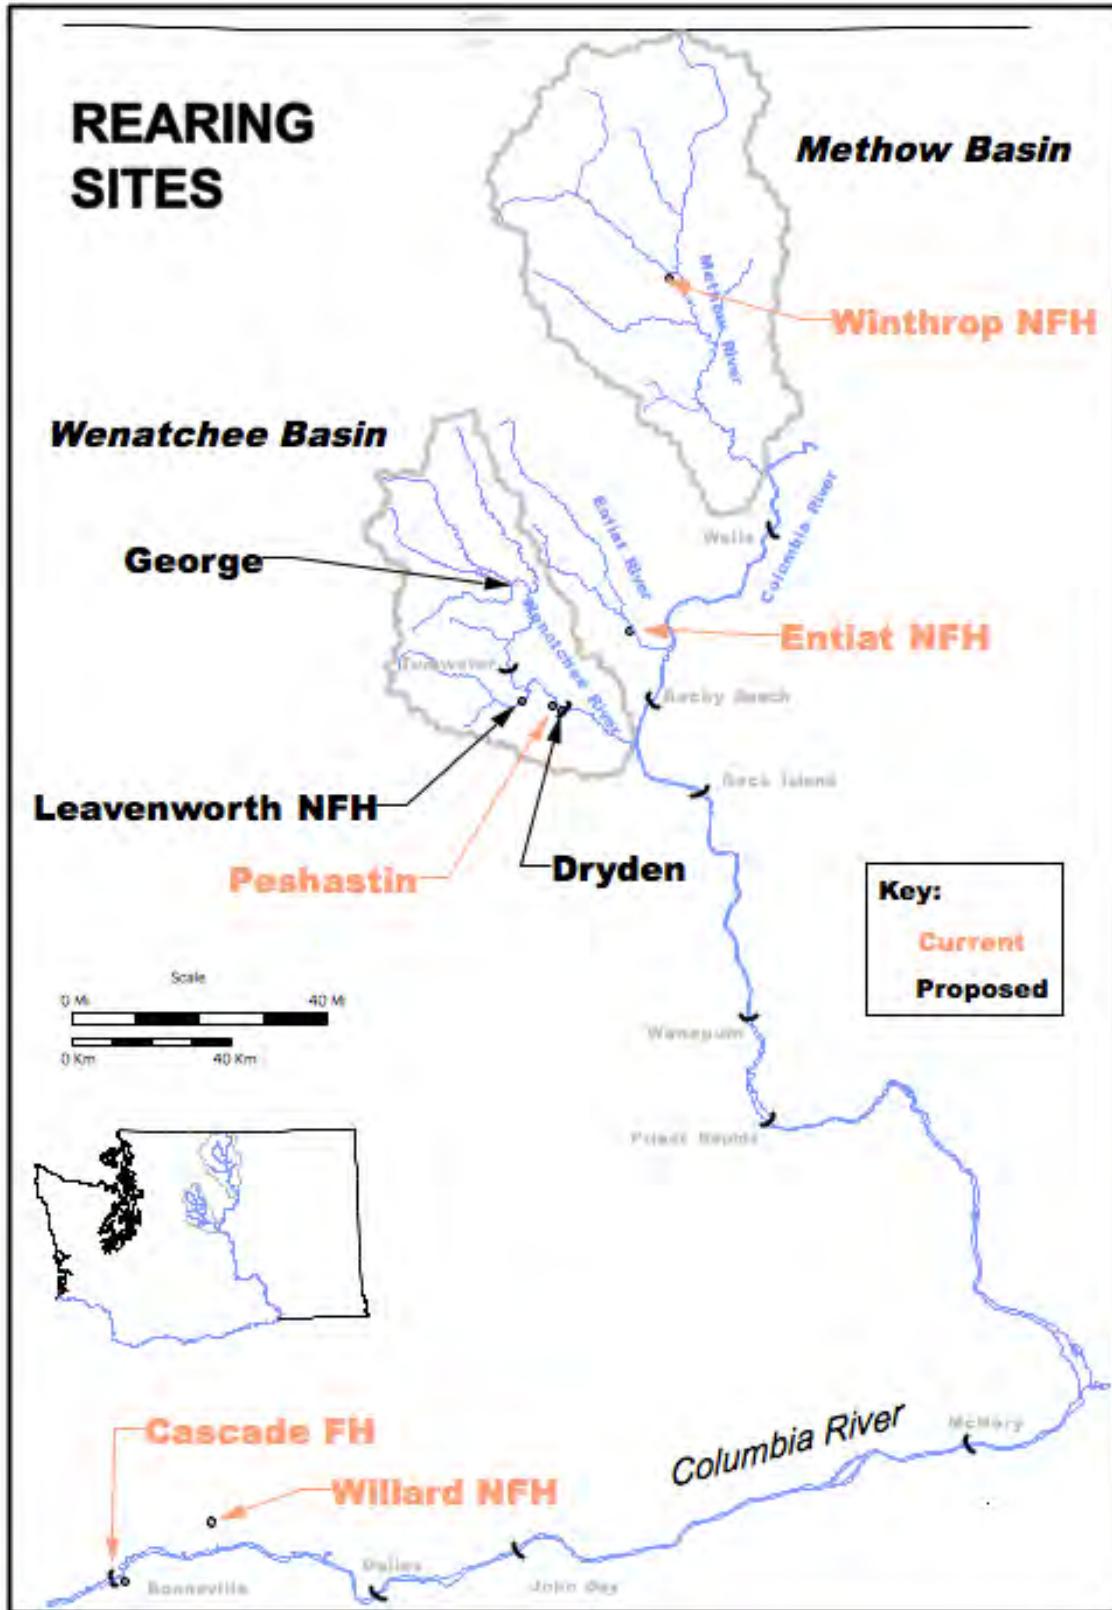 REARING
SITES
Methow Basin
Methow River
Winthrop NFH
Wenatchee Basin
Entiat River
Columbia River
Wells
George
Wenatchee River
Entiat NFH
Tumwater
Rocky Reach
Rock Island
Leavenworth NFH
Peshastin
Dryden
Key:
Current
Proposed
Scale
0 Mi 40 Mi
0 Km 40 Km
Wanapum
Priest Rapids
Columbia River
McNary
Cascade FH
Willard NFH
Bonneville
Dalles
John Day